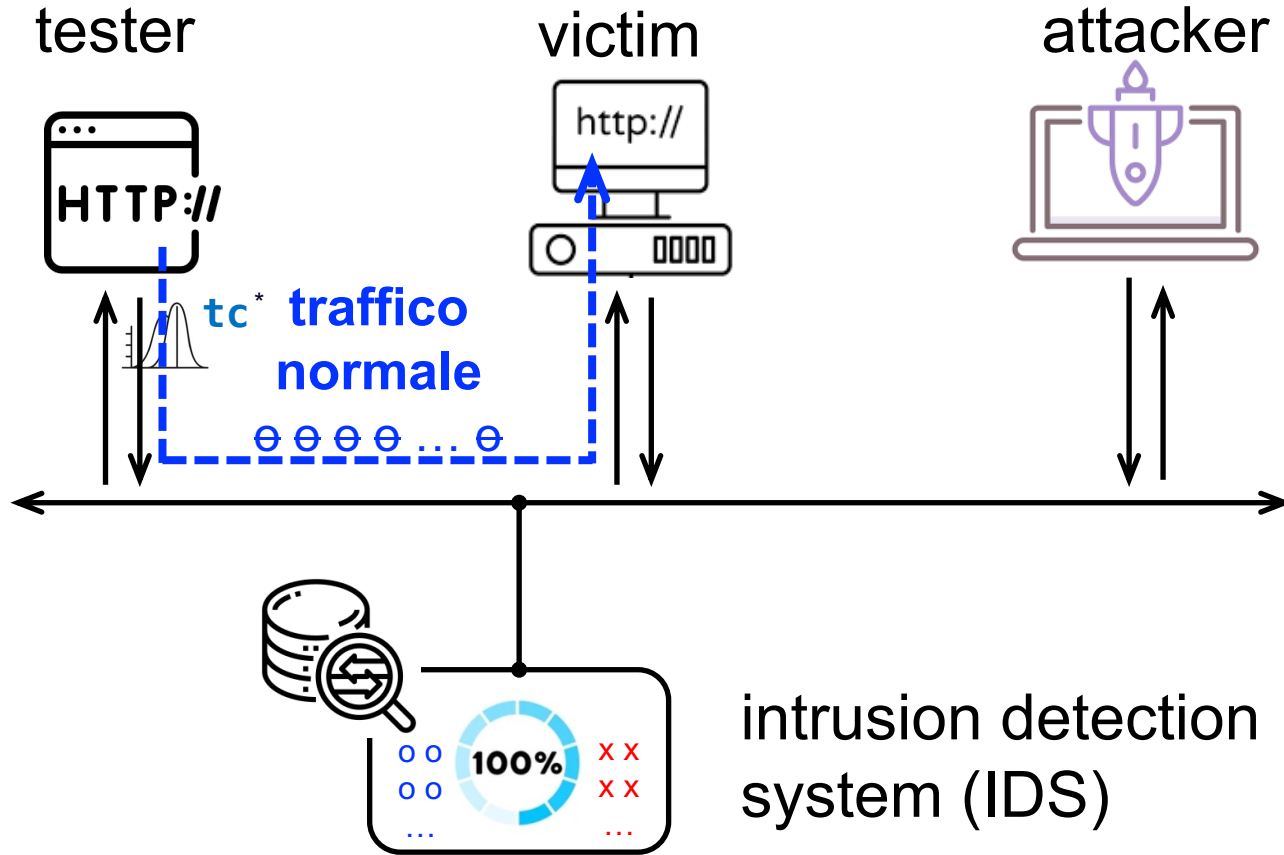 tester
victim
attacker
HTTP://
http://
tc* traffico
normale
ө ө ө ө ... ө
o o
100%
x x
o o
x x
...
...
intrusion detection
system (IDS)